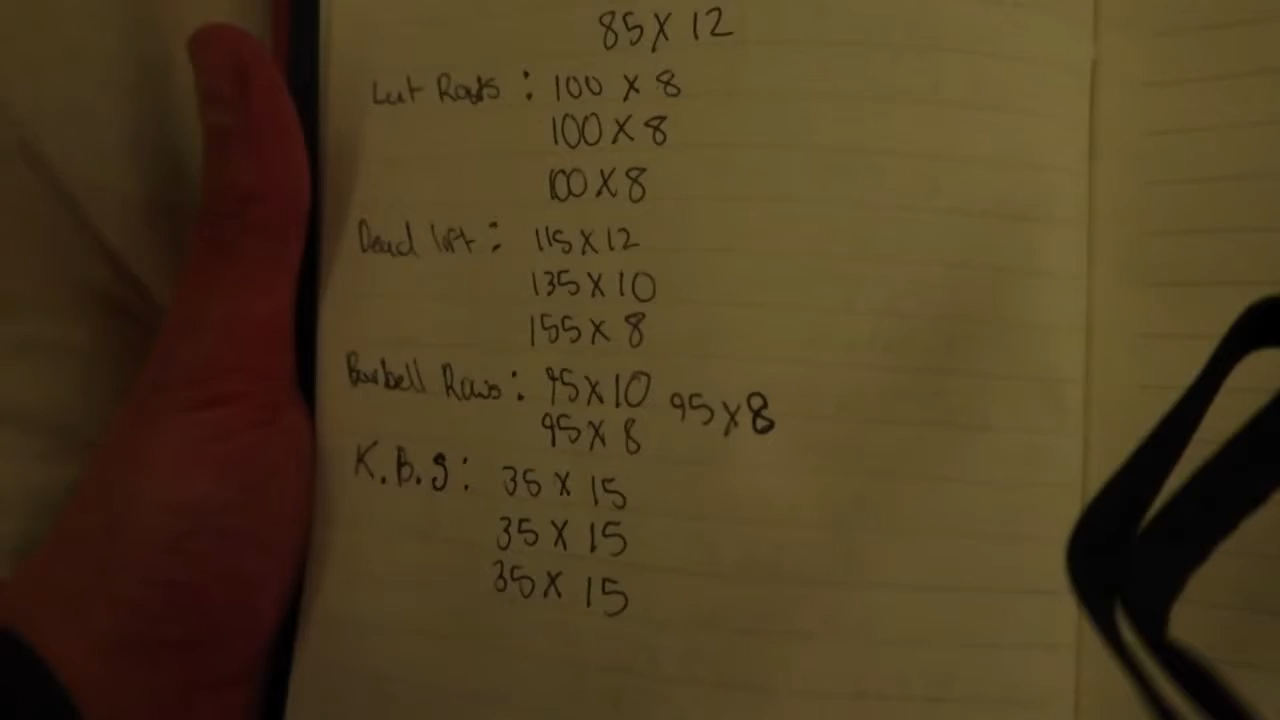 85 X 12
Lat Rows : 100 X 8
100 X 8
100 X 8
Dead lift : 115 X 12
135 X 10
155 X 8
Barbell Rows : 95 X 10
95 X 8 95 X 8
K.B.S : 35 X 15
35 X 15
35 X 15